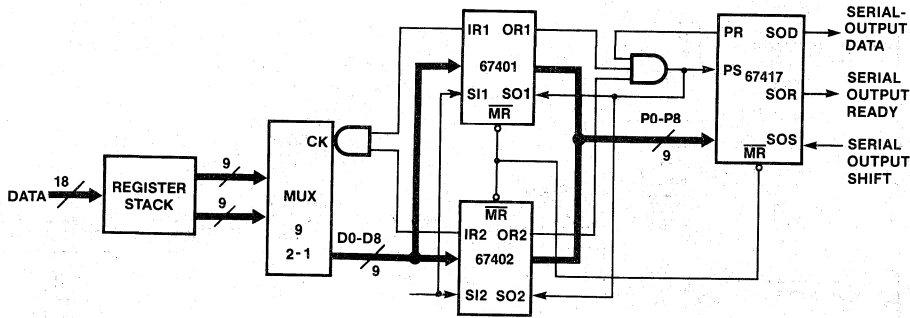 DATA
18
REGISTER
STACK
9
9
CK
MUX
9
2-1
D0-D8
9
IR1 OR1
67401
SI1 SO1
MR
MR
IR2 OR2
67402
SI2 SO2
P0-P8
9
PR SOD
PS 67417
SOR
SOS
MR
SERIAL-
OUTPUT
DATA
SERIAL
OUTPUT
READY
SERIAL
OUTPUT
SHIFT